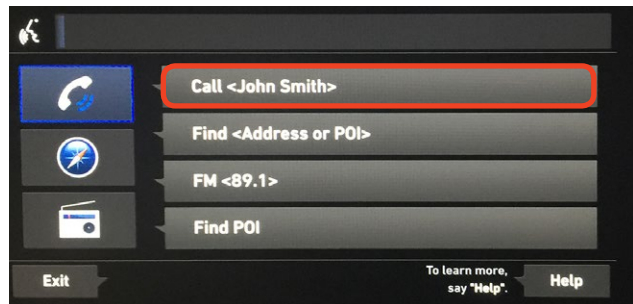 Call <John Smith>
Find <Address or POI>
FM <89.1>
Find POI
Exit
To learn more,
say "Help".
Help